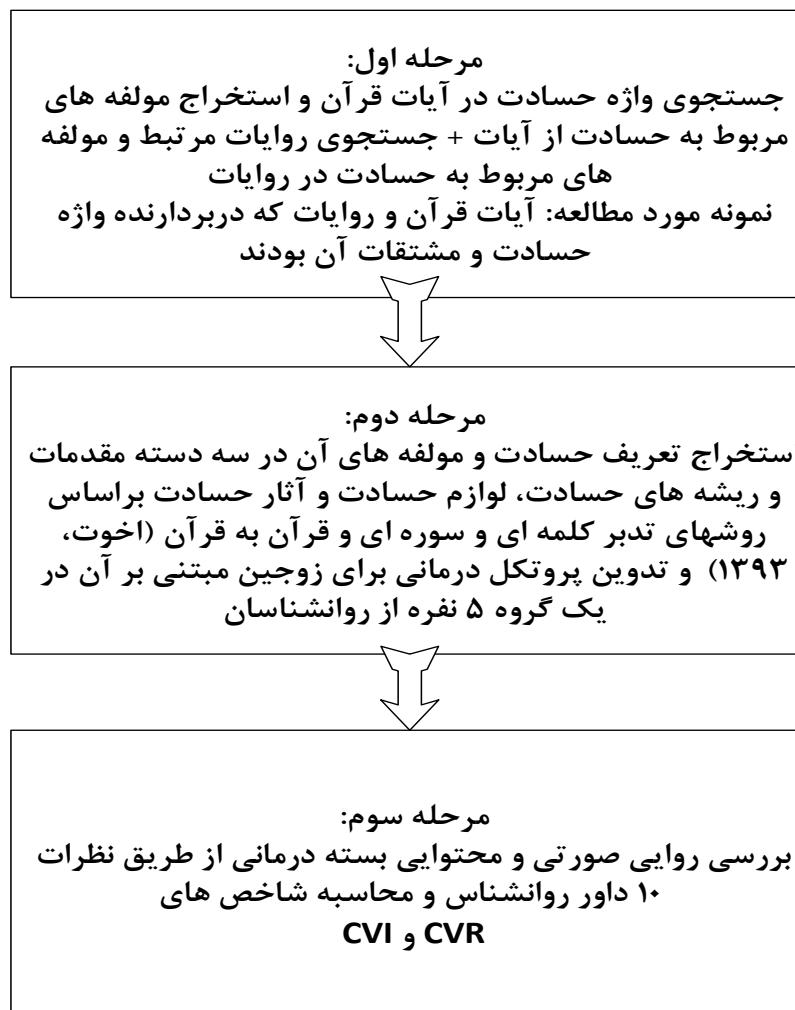 مرحله اول:
جستجوی واژه حسادت در آیات قرآن و استخراج مولفه های
مربوط به حسادت از آیات + جستجوی روایات مرتبط و مولفه
های مربوط به حسادت در روایات
نمونه مورد مطالعه: آیات قرآن و روایات که دربردارنده واژه
حسادت و مشتقات آن بودند
مرحله دوم:
استخراج تعریف حسادت و مولفه های آن در سه دسته مقدمات
و ریشه های حسادت، لوازم حسادت و آثار حسادت براساس
روشهای تدبر کلمه ای و سوره ای و قرآن به قرآن (اخوت،
۱۳۹۳) و تدوین پروتکل درمانی برای زوجین مبتنی بر آن در
یک گروه ۵ نفره از روانشناسان
مرحله سوم:
بررسی روایی صورتی و محتوایی بسته درمانی از طریق نظرات
۱۰ داور روانشناس و محاسبه شاخص های
CVI و CVR